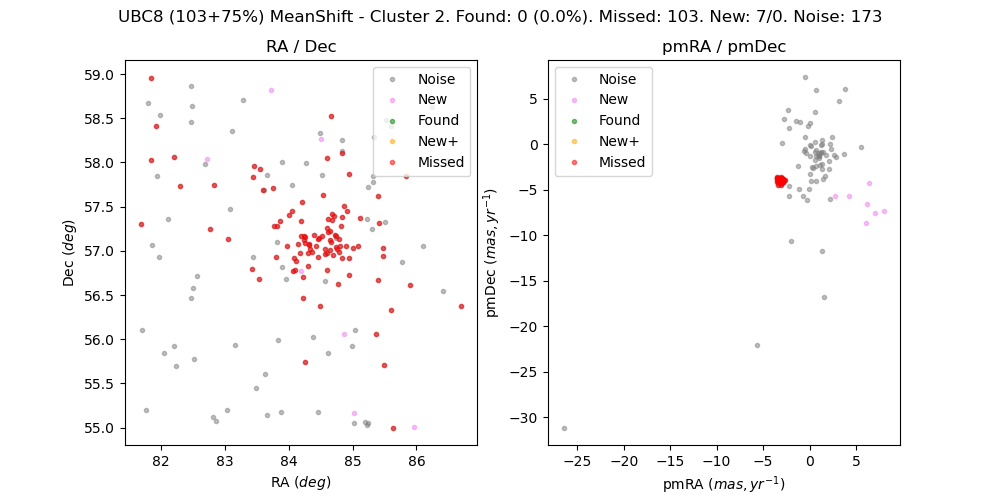 UBC8 (103+75%) MeanShift - Cluster 2. Found: 0 (0.0%). Missed: 103. New: 7/0. Noise: 173
RA / Dec
59.0
58.5
58.0
57.5
57.0
56.5
56.0
55.5
55.0
Dec (deg)
82 83 84 85 86
RA (deg)
Noise
New
Found
New+
Missed
pmRA / pmDec
5
0
−5
−10
−15
−20
−25
−30
pmDec (mas, yr⁻¹)
−25 −20 −15 −10 −5 0 5
pmRA (mas, yr⁻¹)
Noise
New
Found
New+
Missed